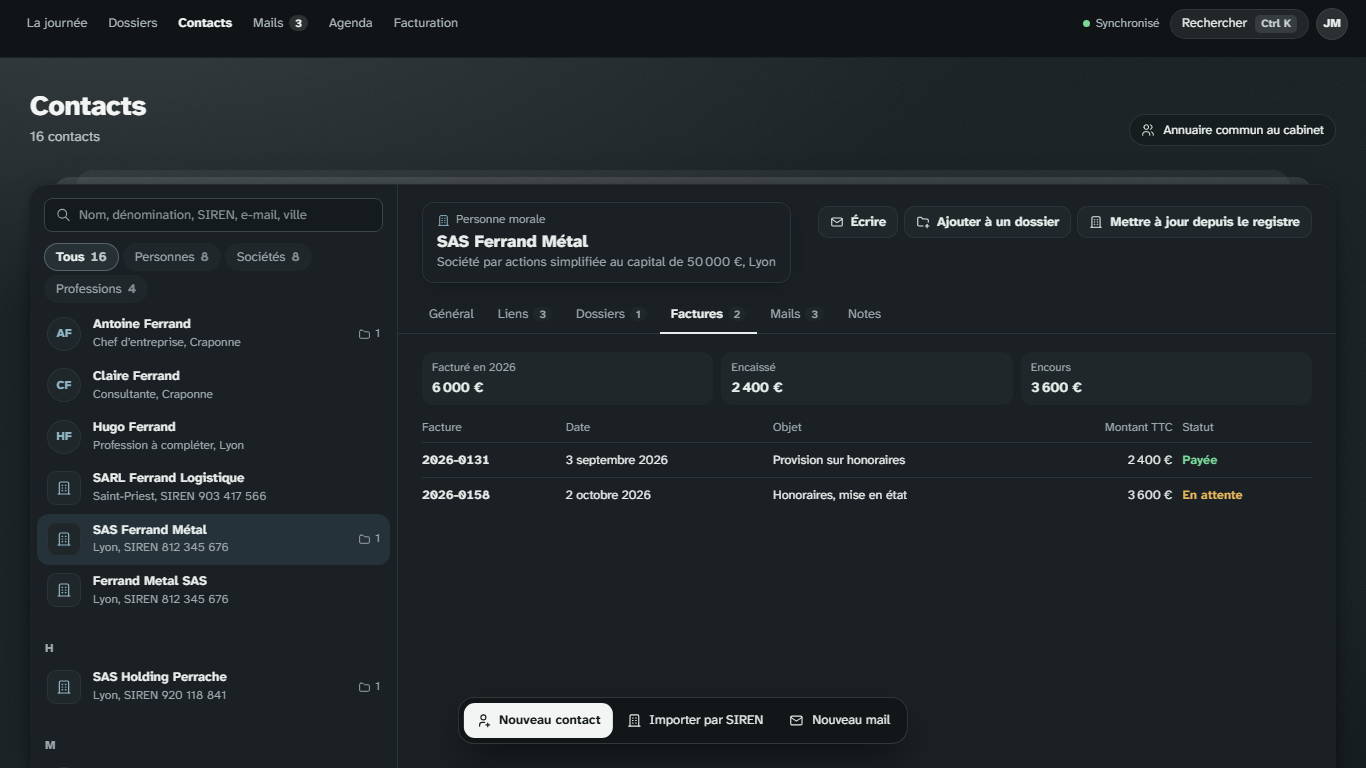 La journée Dossiers Contacts Mails 3 Agenda Facturation Synchronisé Rechercher Ctrl K JM
Contacts
16 contacts
Annuaire commun au cabinet
Nom, dénomination, SIREN, e-mail, ville
Tous 16 Personnes 8 Sociétés 8
Professions 4
AF Antoine Ferrand 1
Chef d'entreprise, Craponne
CF Claire Ferrand
Consultante, Craponne
HF Hugo Ferrand
Profession à compléter, Lyon
SARL Ferrand Logistique
Saint-Priest, SIREN 903 417 566
SAS Ferrand Métal 1
Lyon, SIREN 812 345 676
Ferrand Metal SAS
Lyon, SIREN 812 345 676
H
SAS Holding Perrache 1
Lyon, SIREN 920 118 841
M
Personne morale
SAS Ferrand Métal
Société par actions simplifiée au capital de 50 000 €, Lyon
Écrire Ajouter à un dossier Mettre à jour depuis le registre
Général Liens 3 Dossiers 1 Factures 2 Mails 3 Notes
Facturé en 2026 Encaissé Encours
6 000 € 2 400 € 3 600 €
Facture Date Objet Montant TTC Statut
2026-0131 3 septembre 2026 Provision sur honoraires 2 400 € Payée
2026-0158 2 octobre 2026 Honoraires, mise en état 3 600 € En attente
Nouveau contact Importer par SIREN Nouveau mail